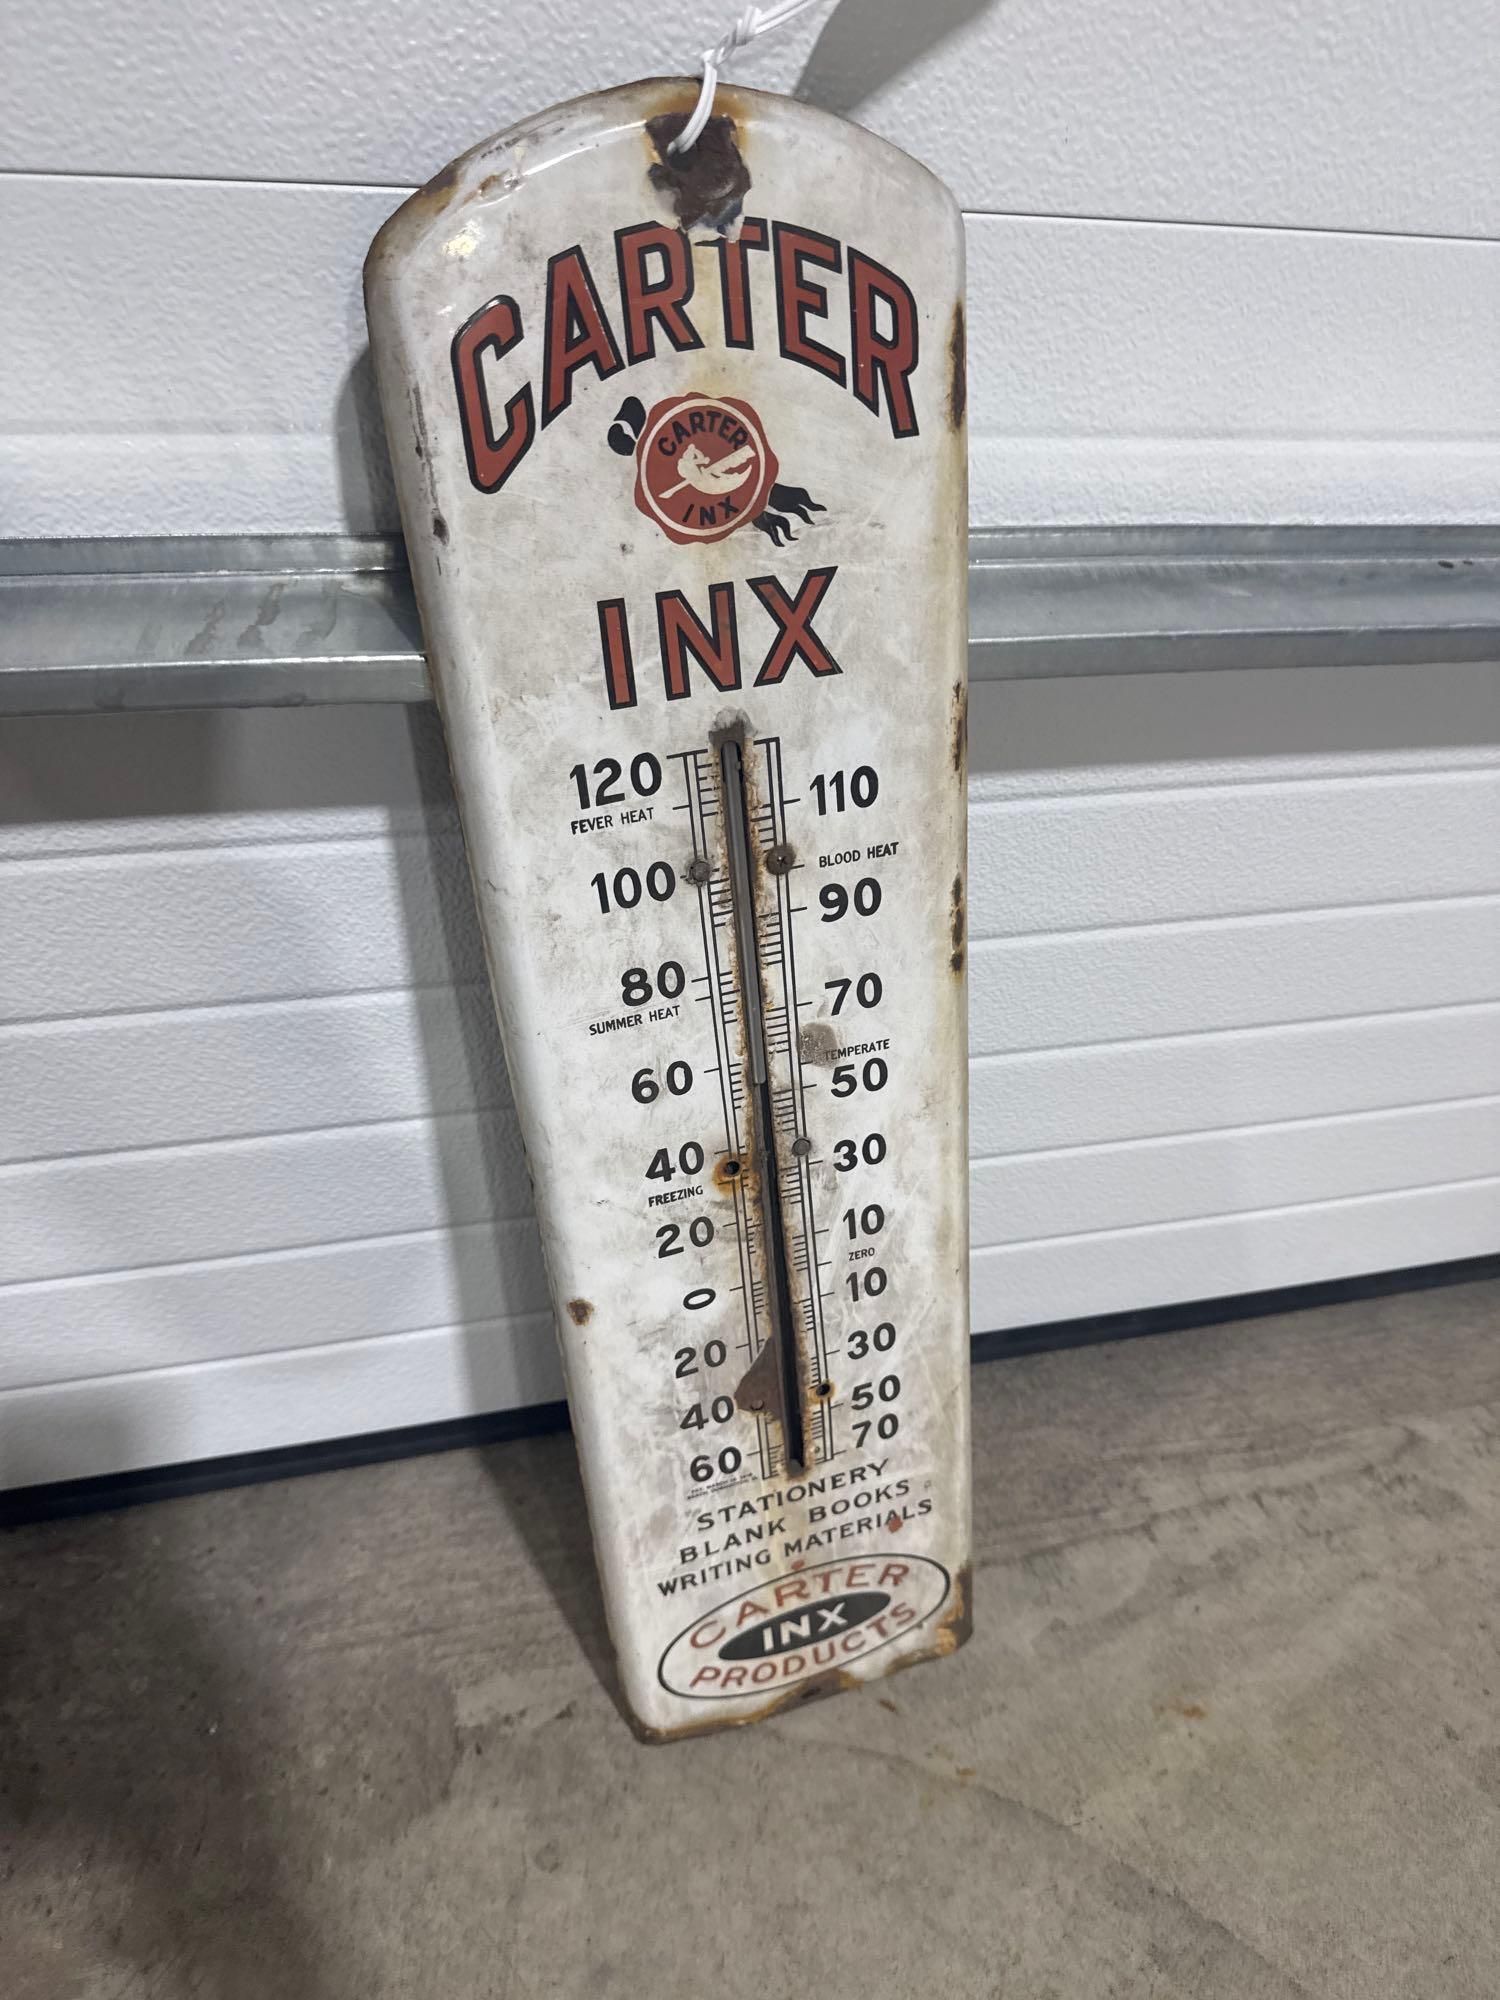 CARTER
CARTER
INX
INX
120 110
FEVER HEAT
BLOOD HEAT
100 90
80 70
SUMMER HEAT
TEMPERATE
60 50
40 30
FREEZING
20 10
ZERO
0 10
20 30
40 50
60 70
STATIONERY
BLANK BOOKS
WRITING MATERIALS
CARTER
INX
PRODUCTS